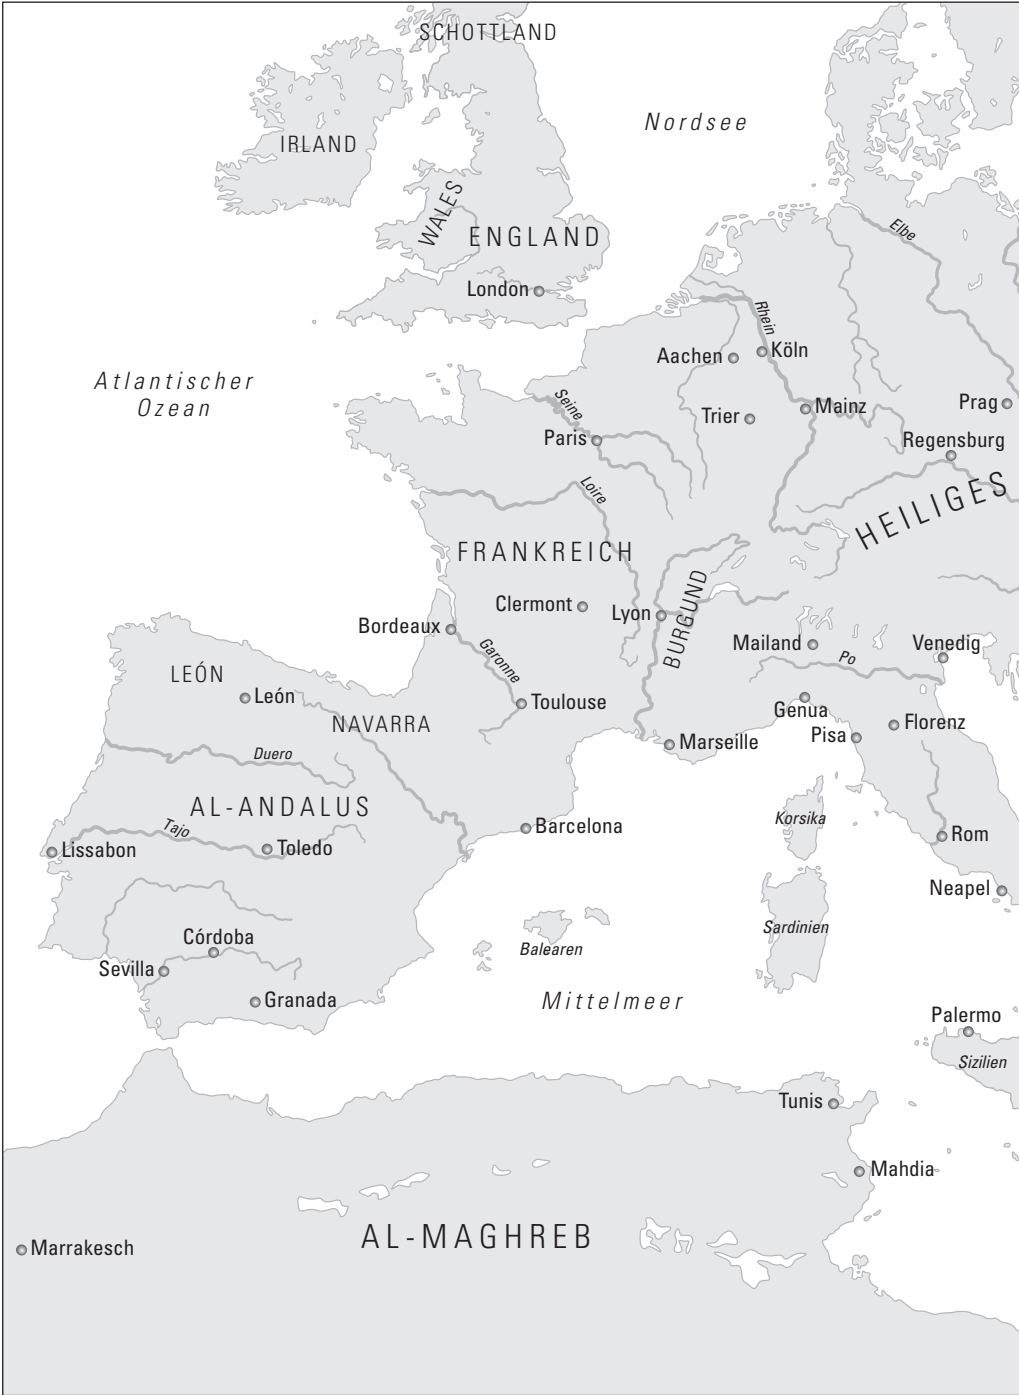 SCHOTTLAND
Nordsee
IRLAND
WALES
ENGLAND
Elbe
London
Rhein
Aachen
Köln
Atlantischer
Ozean
Seine
Trier
Mainz
Prag
Paris
Regensburg
Loire
HEILIGES
FRANKREICH
Clermont
Lyon
BURGUND
Bordeaux
Mailand
Po
Venedig
Garonne
LEÓN
León
NAVARRA
Toulouse
Genua
Florenz
Pisa
Marseille
Duero
AL-ANDALUS
Tajo
Korsika
Barcelona
Lissabon
Toledo
Rom
Neapel
Sardinien
Balearen
Córdoba
Sevilla
Granada
Mittelmeer
Palermo
Sizilien
Tunis
Mahdia
AL-MAGHREB
Marrakesch